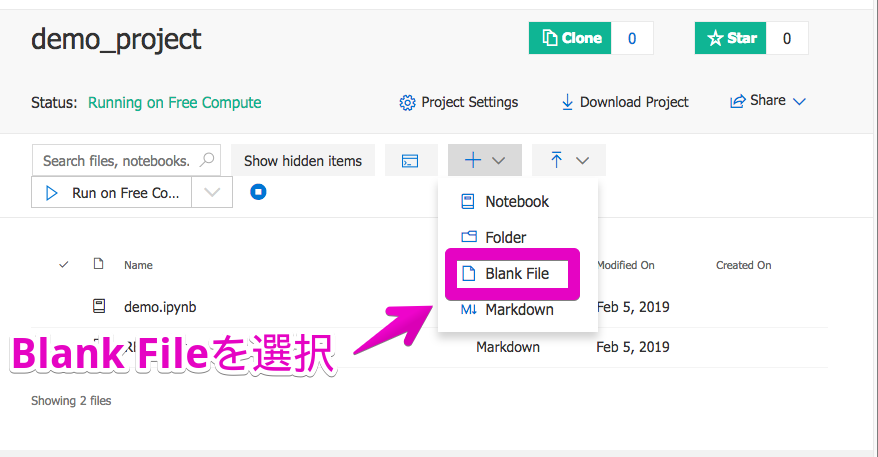 demo_project
Clone 0
Star 0
Status: Running on Free Compute
Project Settings
Download Project
Share
Search files, notebooks.
Show hidden items
Run on Free Co...
Notebook
Folder
Blank File
Markdown
Name
Modified On
Created On
demo.ipynb
Feb 5, 2019
Blank Fileを選択
Markdown
Feb 5, 2019
Showing 2 files